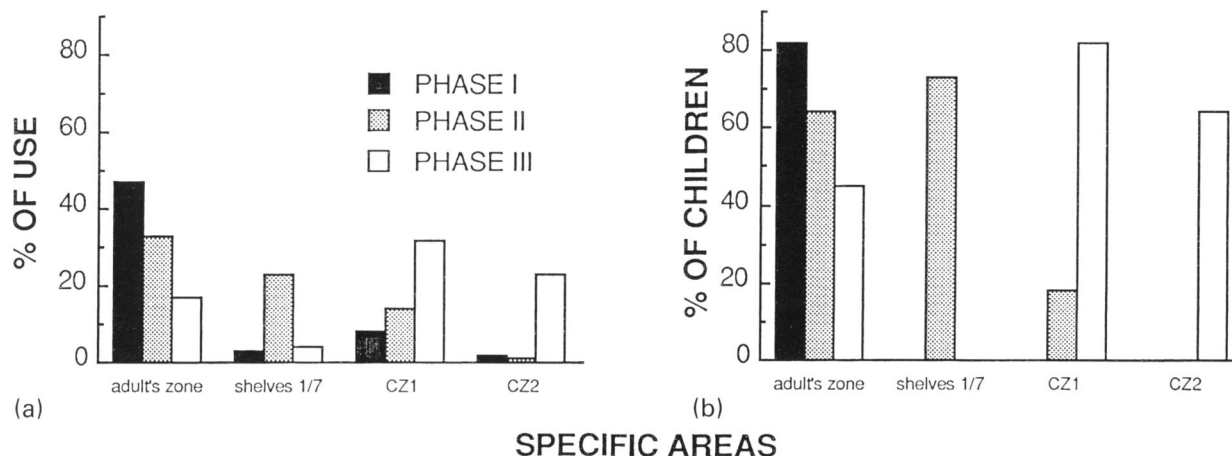 % OF USE
80
60
40
20
0
PHASE I
PHASE II
PHASE III
adult's zone shelves 1/7 CZ1 CZ2
(a)
% OF CHILDREN
80
60
40
20
0
adult's zone shelves 1/7 CZ1 CZ2
(b)
SPECIFIC AREAS